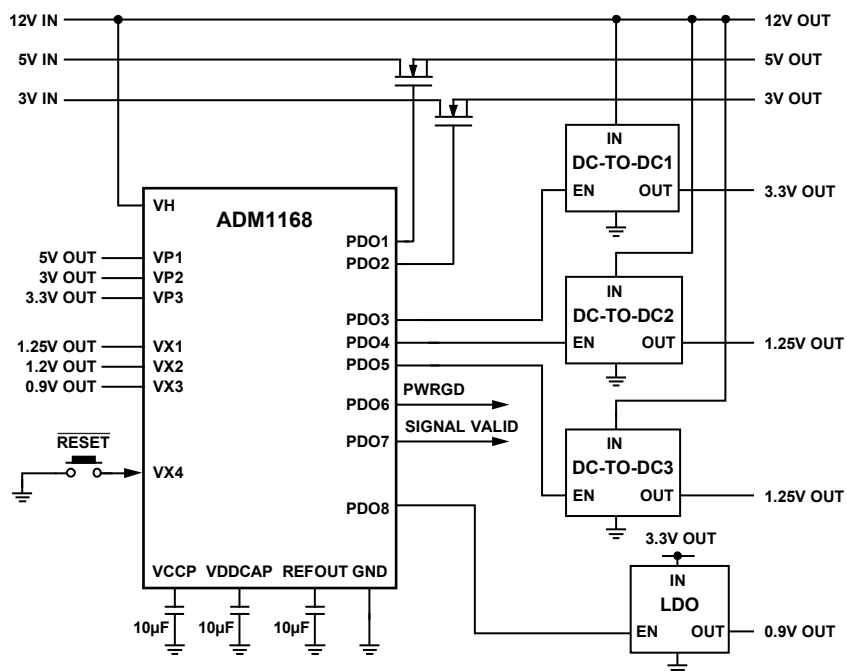 12V IN
12V OUT
5V IN
5V OUT
3V IN
3V OUT
IN
DC-TO-DC1
EN OUT
3.3V OUT
ADM1168
VH
5V OUT
VP1
3V OUT
VP2
3.3V OUT
VP3
1.25V OUT
VX1
1.2V OUT
VX2
0.9V OUT
VX3
RESET
VX4
PDO1
PDO2
PDO3
PDO4
PDO5
PDO6
PWRGD
PDO7
SIGNAL VALID
PDO8
VCCP VDDCAP REFOUT GND
10µF
10µF
10µF
IN
DC-TO-DC2
EN OUT
1.25V OUT
IN
DC-TO-DC3
EN OUT
1.25V OUT
3.3V OUT
IN
LDO
EN OUT
0.9V OUT